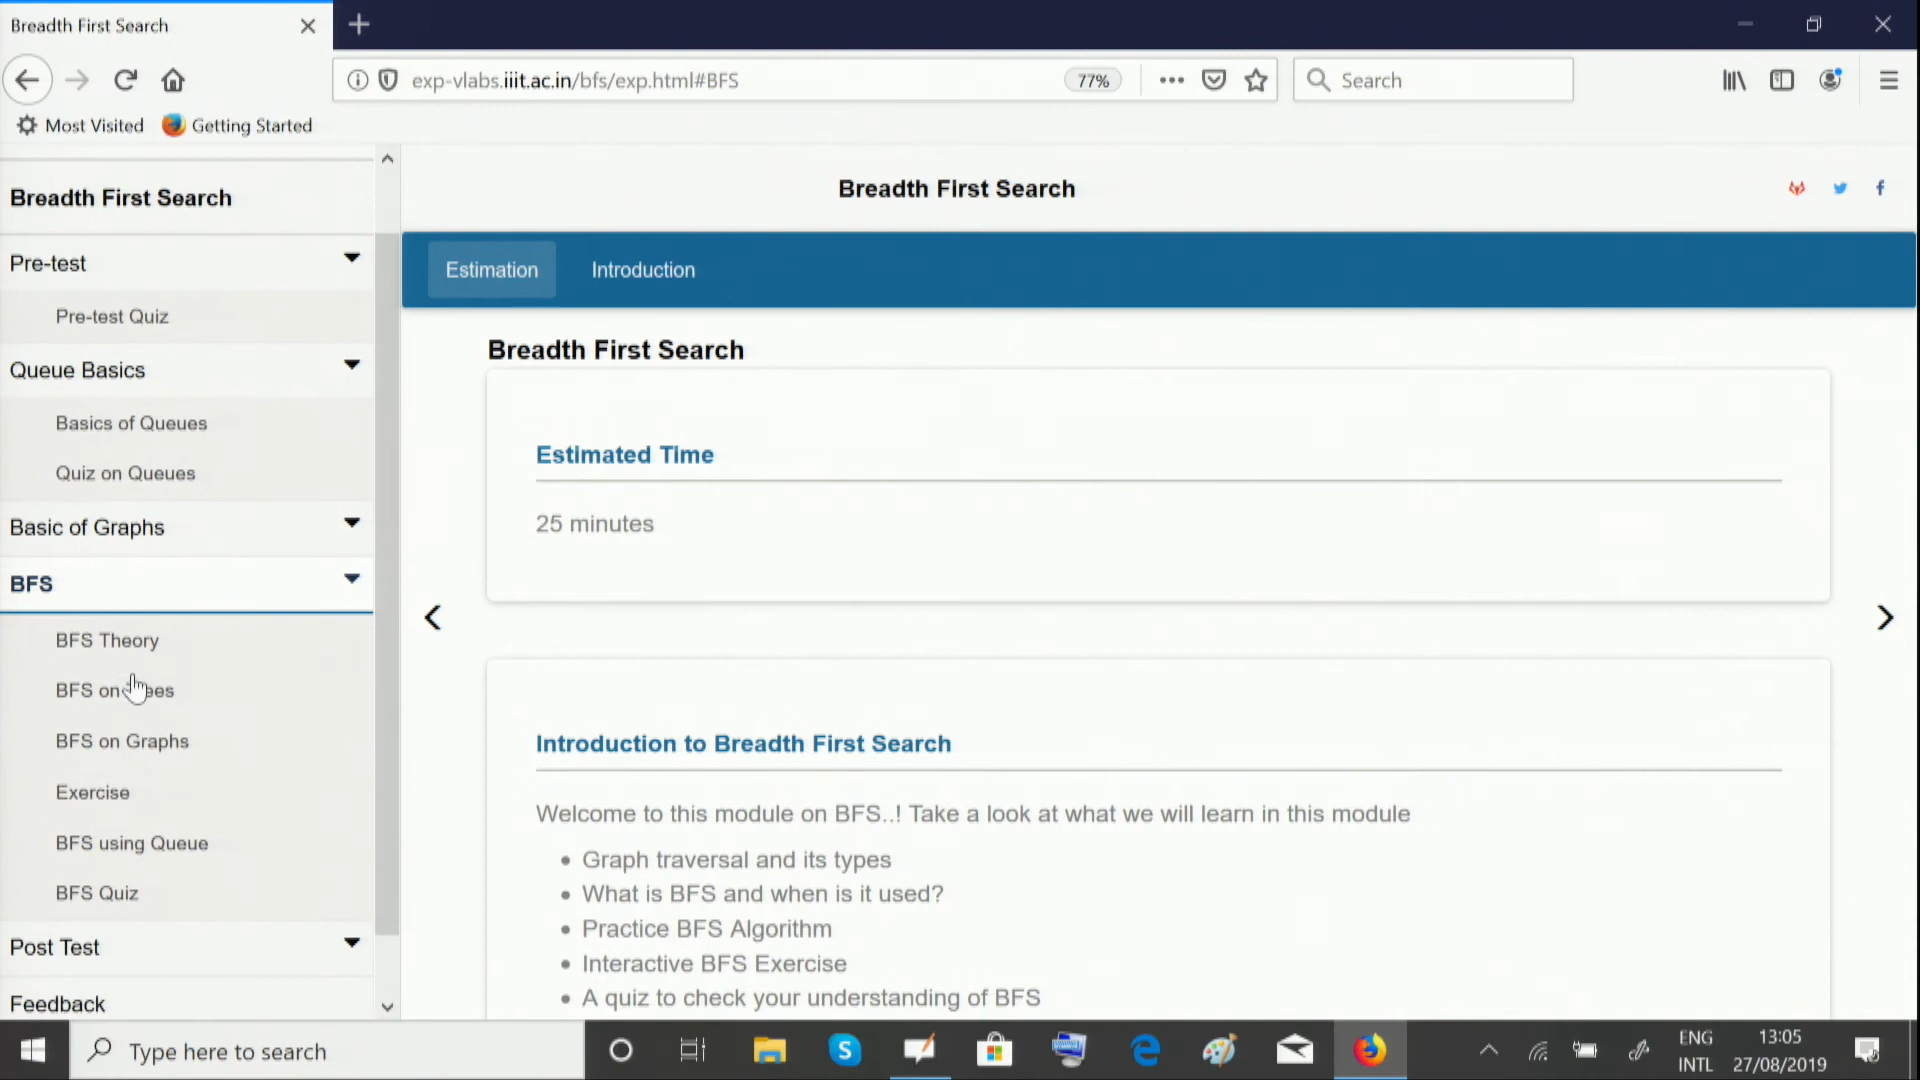 Breadth First Search
exp-vlabs.iiit.ac.in/bfs/exp.html#BFS
77%
Search
Most Visited
Getting Started
Breadth First Search
Pre-test
Pre-test Quiz
Queue Basics
Basics of Queues
Quiz on Queues
Basic of Graphs
BFS
BFS Theory
BFS on
BFS on Graphs
Exercise
BFS using Queue
BFS Quiz
Post Test
Feedback
Breadth First Search
Estimation
Introduction
Breadth First Search
Estimated Time
25 minutes
Introduction to Breadth First Search
Welcome to this module on BFS..! Take a look at what we will learn in this module
• Graph traversal and its types
• What is BFS and when is it used?
• Practice BFS Algorithm
• Interactive BFS Exercise
• A quiz to check your understanding of BFS
Type here to search
ENG
INTL
13:05
27/08/2019